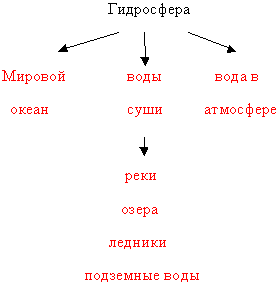 Гидросфера
Мировой воды вода в
океан суши атмосфере
реки
озера
ледники
подземные воды